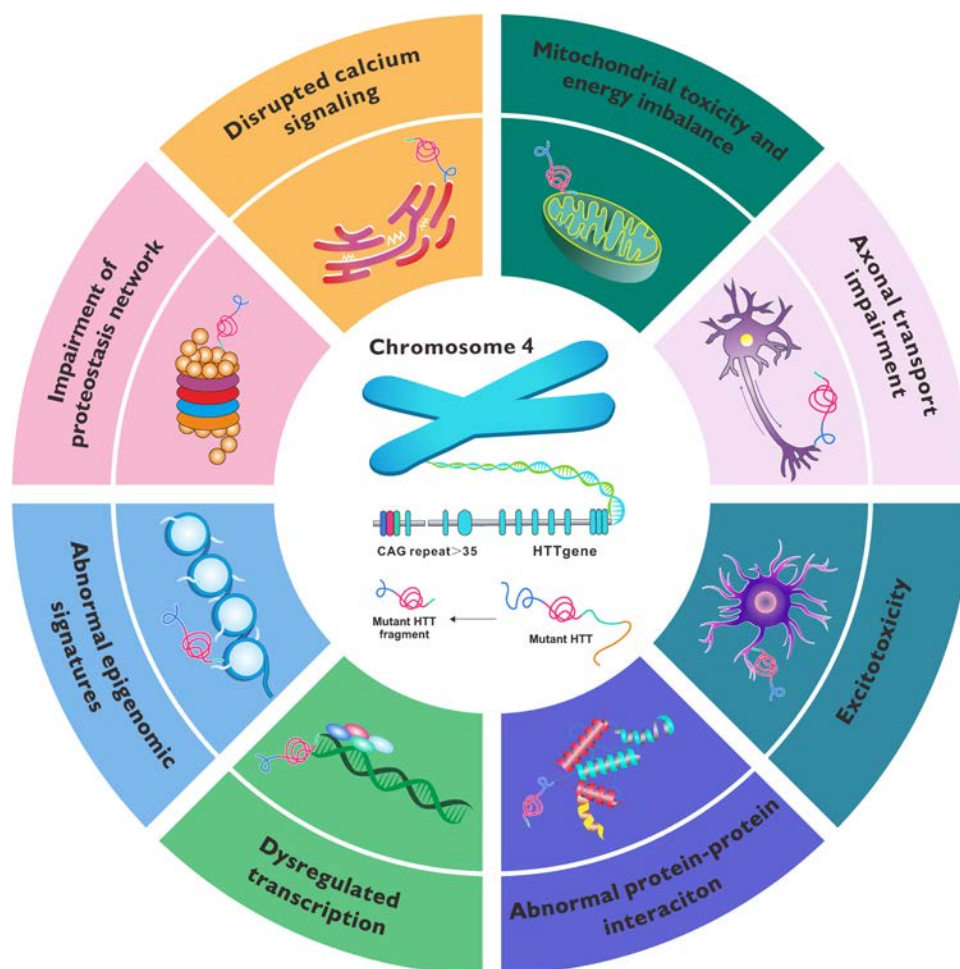 Disrupted calcium
signaling
Mitochondrial toxicity and
energy imbalance
Axonal transport
impairment
Excitotoxicity
Abnormal protein-protein
interaciton
Dysregulated
transcription
Abnormal epigenomic
signatures
Impairment of
proteostasis network
Chromosome 4
CAG repeat>35
HTTgene
Mutant HTT
fragment
Mutant HTT